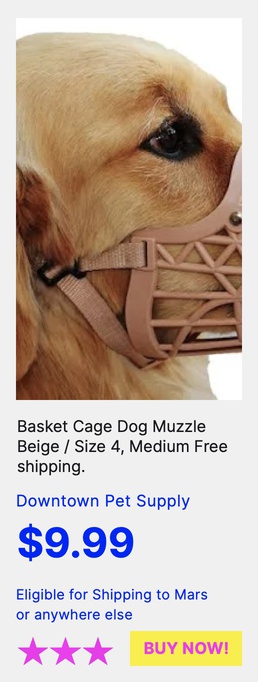 Basket Cage Dog Muzzle
Beige / Size 4, Medium Free
shipping.
Downtown Pet Supply
$9.99
Eligible for Shipping to Mars
or anywhere else
BUY NOW!